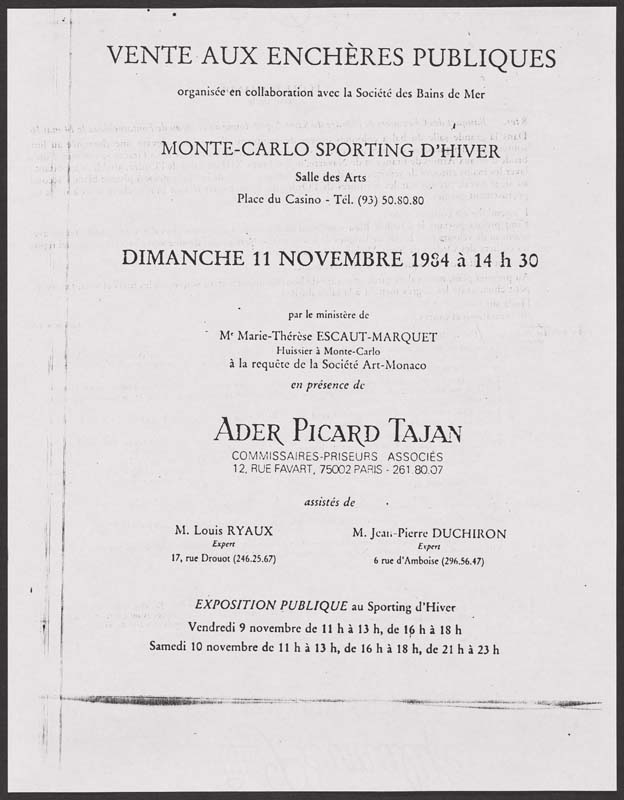 VENTE AUX ENCHÈRES PUBLIQUES
organisée en collaboration avec la Société des Bains de Mer
MONTE-CARLO SPORTING D'HIVER
Salle des Arts
Place du Casino - Tél. (93) 50.80.80
DIMANCHE 11 NOVEMBRE 1984 à 14 h 30
par le ministère de
Mᵉ Marie-Thérèse ESCAUT-MARQUET
Huissier à Monte-Carlo
à la requête de la Société Art-Monaco
en présence de
ADER PICARD TAJAN
COMMISSAIRES-PRISEURS ASSOCIÉS
12, RUE FAVART, 75002 PARIS - 261.80.07
assistés de
M. Louis RYAUX
Expert
17, rue Drouot (246.25.67)
M. Jean-Pierre DUCHIRON
Expert
6 rue d'Amboise (296.56.47)
EXPOSITION PUBLIQUE au Sporting d'Hiver
Vendredi 9 novembre de 11 h à 13 h, de 16 h à 18 h
Samedi 10 novembre de 11 h à 13 h, de 16 h à 18 h, de 21 h à 23 h